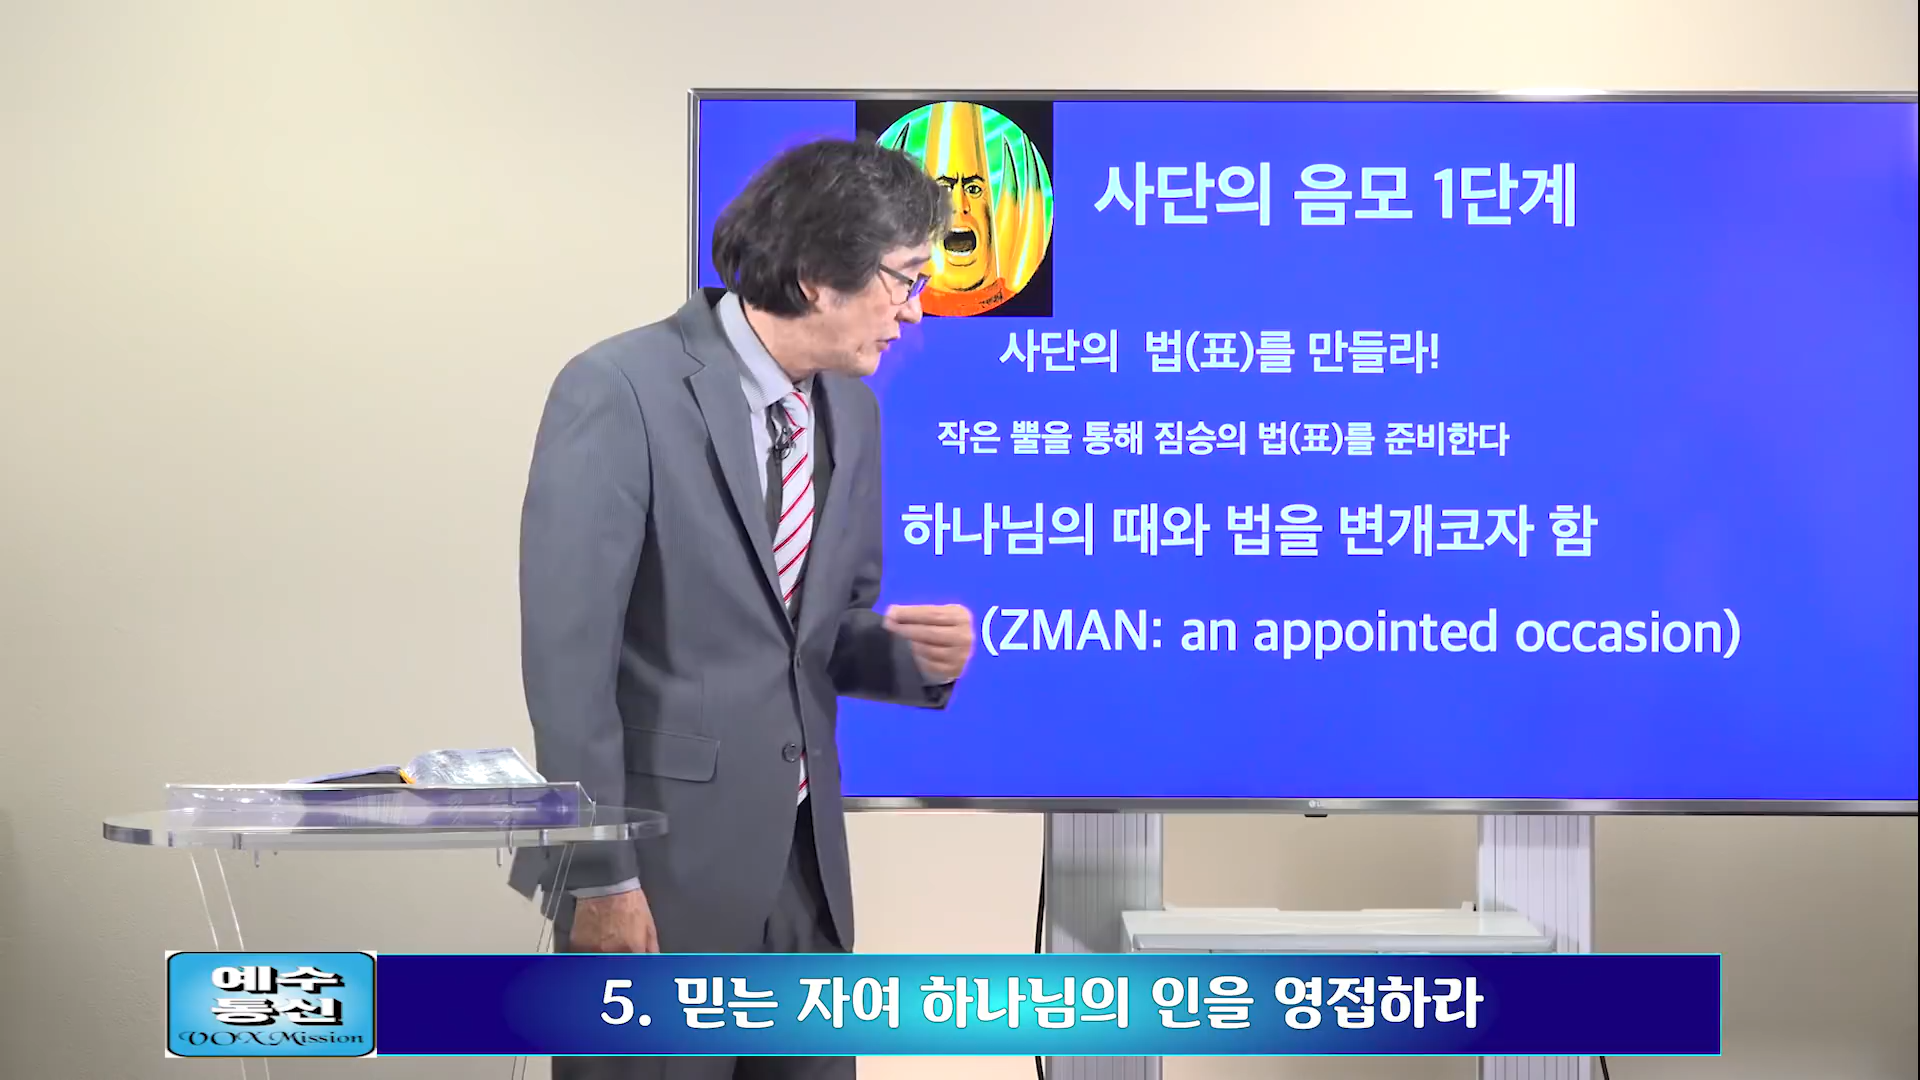 사단의 음모 1단계
사단의 법(표)를 만들라!
작은 뿔을 통해 짐승의 법(표)를 준비한다
하나님의 때와 법을 변개코자 함
(ZMAN: an appointed occasion)
LG
예수
통신
VOX Mission
5. 믿는 자여 하나님의 인을 영접하라